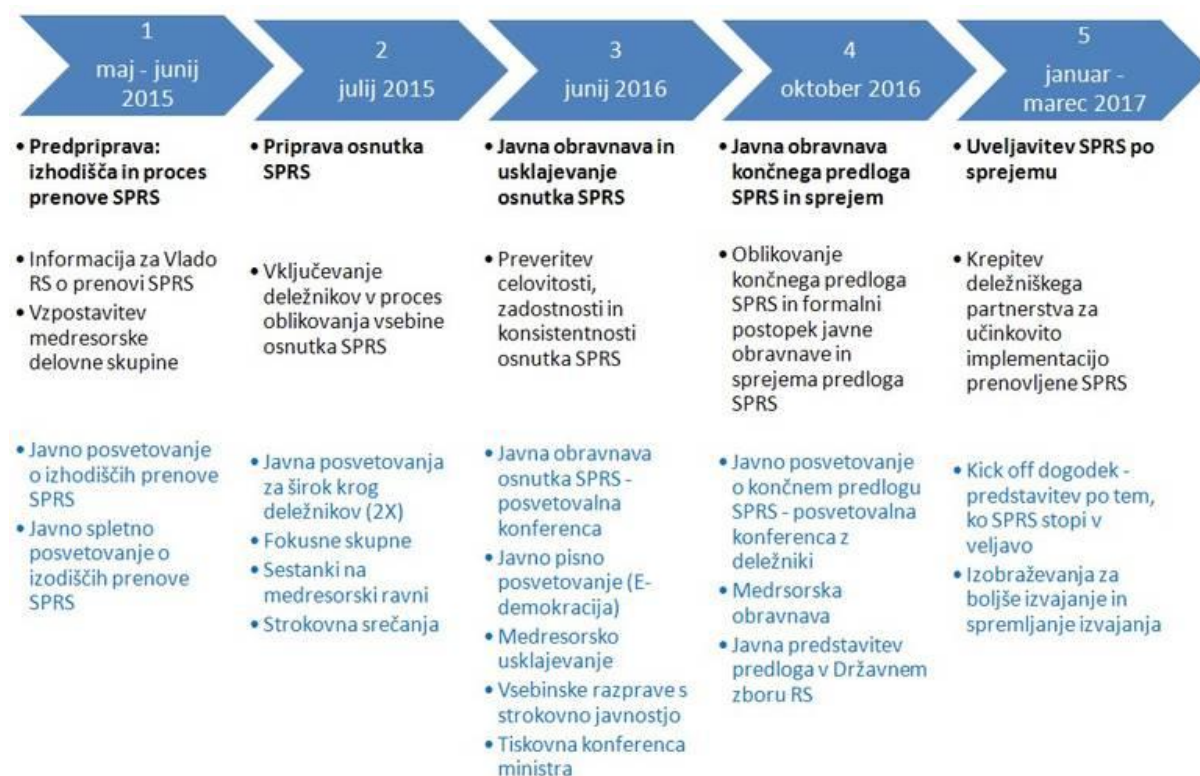 1
maj - junij
2015
2
julij 2015
3
junij 2016
4
oktober 2016
5
januar -
marec 2017
• Predpriprava:
izhodišča in proces
prenove SPRS
• Informacija za Vlado
RS o prenovi SPRS
• Vzpostavitev
medresorske
delovne skupine
• Javno posvetovanje
o izhodiščih prenove
SPRS
• Javno spletno
posvetovanje o
izodiščih prenove
SPRS
• Priprava osnutka
SPRS
• Vključevanje
deležnikov v proces
oblikovanja vsebine
osnutka SPRS
• Javna posvetovanja
za širok krog
deležnikov (2X)
• Fokusne skupne
• Sestanki na
medresorski ravni
• Strokovna srečanja
• Javna obravnava in
usklajevanje
osnutka SPRS
• Preveritev
celovitosti,
zadostnosti in
konsistentnosti
osnutka SPRS
• Javna obravnava
osnutka SPRS -
posvetovalna
konferenca
• Javno pisno
posvetovanje (E-
demokracija)
• Medresorsko
usklajevanje
• Vsebinske razprave s
strokovno javnostjo
• Tiskovna konferenca
ministra
• Javna obravnava
končnega predloga
SPRS in sprejem
• Oblikovanje
končnega predloga
SPRS in formalni
postopek javne
obravnave in
sprejema predloga
SPRS
• Javno posvetovanje
o končnem predlogu
SPRS - posvetovalna
konferenca z
deležniki
• Medrsorska
obravnava
• Javna predstavitev
predloga v Državnem
zboru RS
• Uveljavitev SPRS po
sprejemu
• Krepitev
deležniškega
partnerstva za
učinkovito
implementacijo
prenovljene SPRS
• Kick off dogodek -
predstavitev po tem,
ko SPRS stopi v
veljavo
• Izobraževanja za
boljše izvajanje in
spremljanje izvajanja